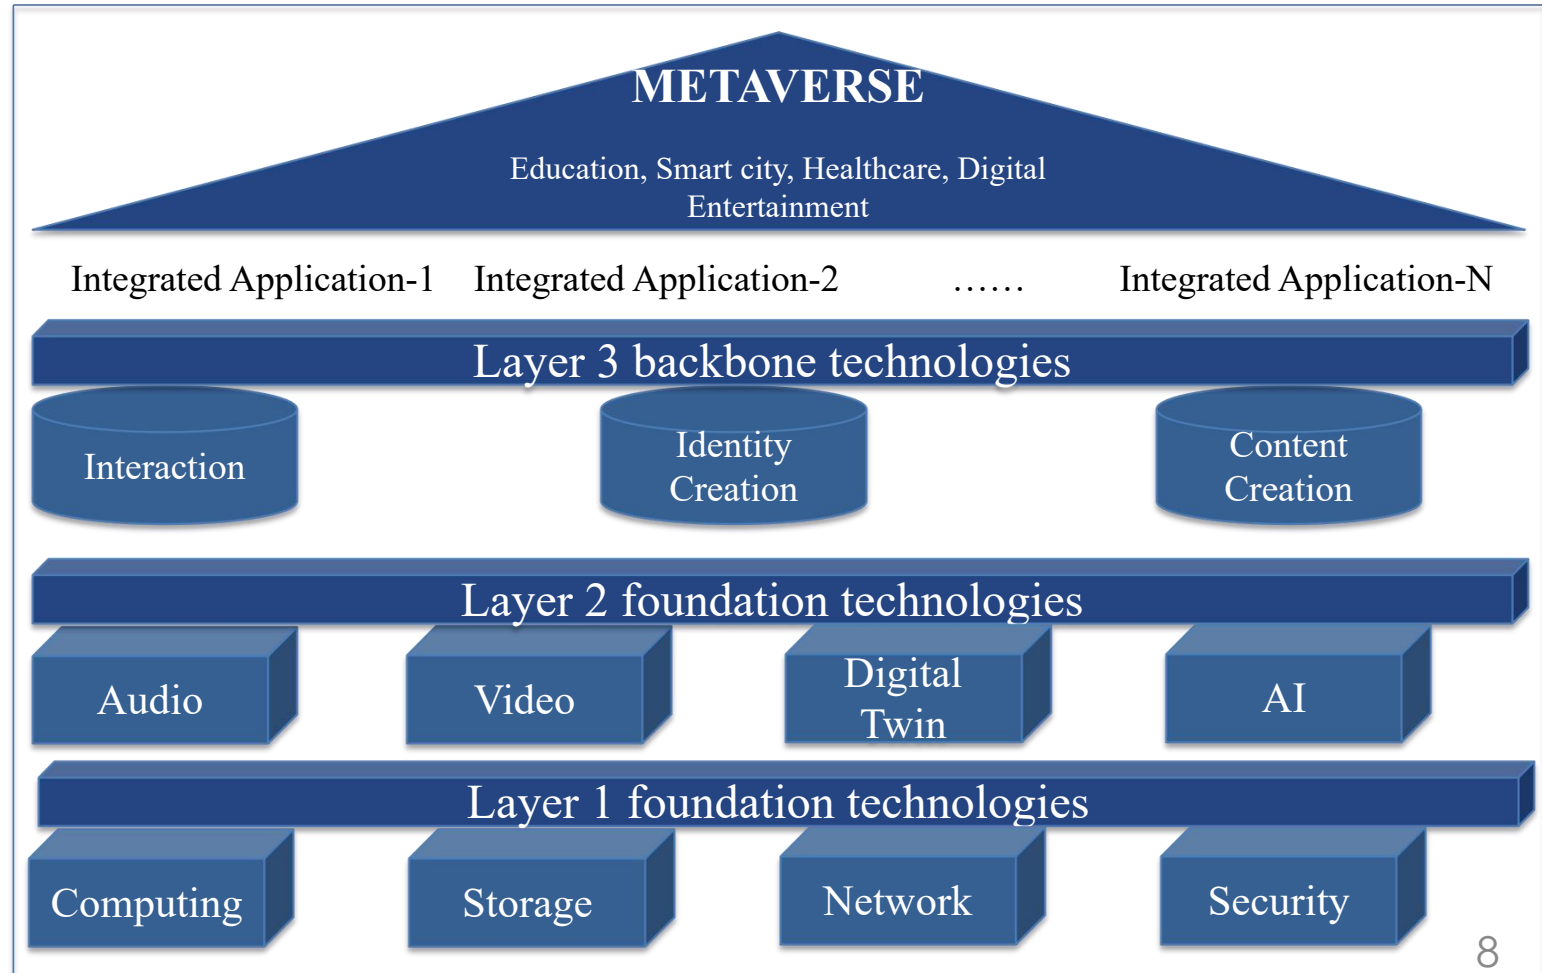 METAVERSE
Education, Smart city, Healthcare, Digital
Entertainment
Integrated Application-1 Integrated Application-2 …… Integrated Application-N
Layer 3 backbone technologies
Interaction
Identity
Creation
Content
Creation
Layer 2 foundation technologies
Audio
Video
Digital
Twin
AI
Layer 1 foundation technologies
Computing
Storage
Network
Security
8